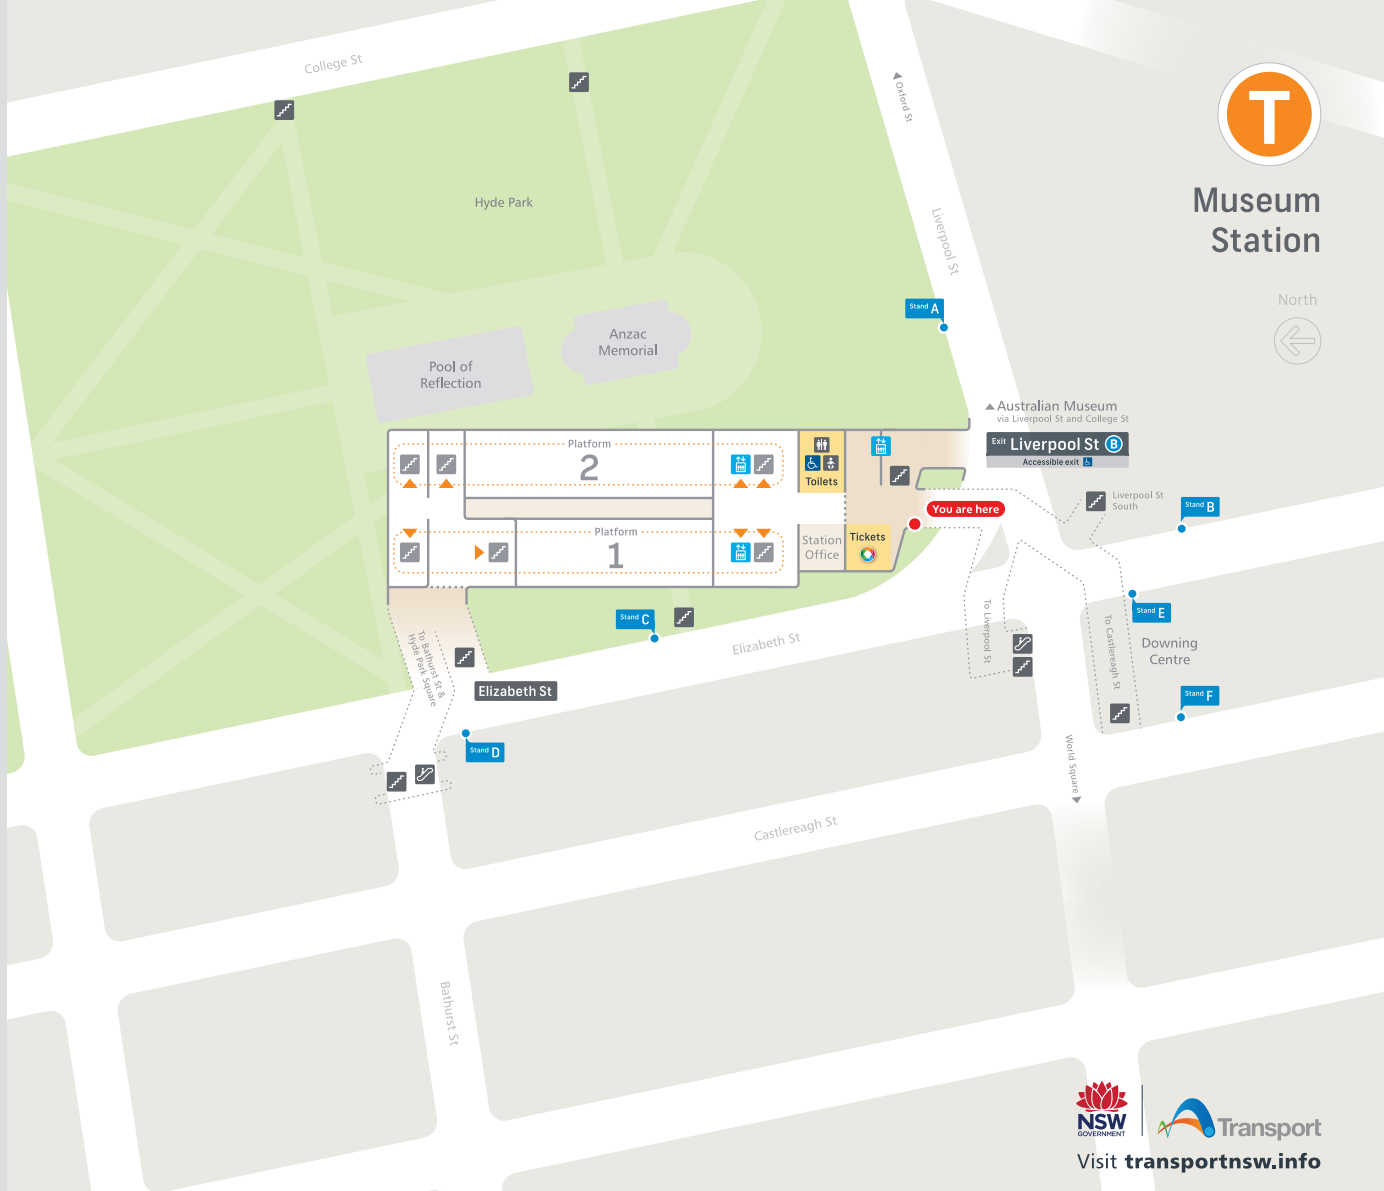 College St
Oxford St
T
Museum
Station
Hyde Park
Liverpool St
North
Stand A
Anzac
Memorial
Pool of
Reflection
Australian Museum
via Liverpool St and College St
Exit Liverpool St B
Accessible exit
Platform
2
Toilets
Liverpool St
South
Stand B
You are here
Platform
1
Station
Office
Tickets
Stand C
Stand E
Elizabeth St
To Liverpool St
To Castlereagh St
Downing
Centre
To Bathurst St &
Hyde Park Square
Elizabeth St
Stand F
Stand D
World Square
Castlereagh St
Bathurst St
NSW
GOVERNMENT
Transport
Visit transportnsw.info